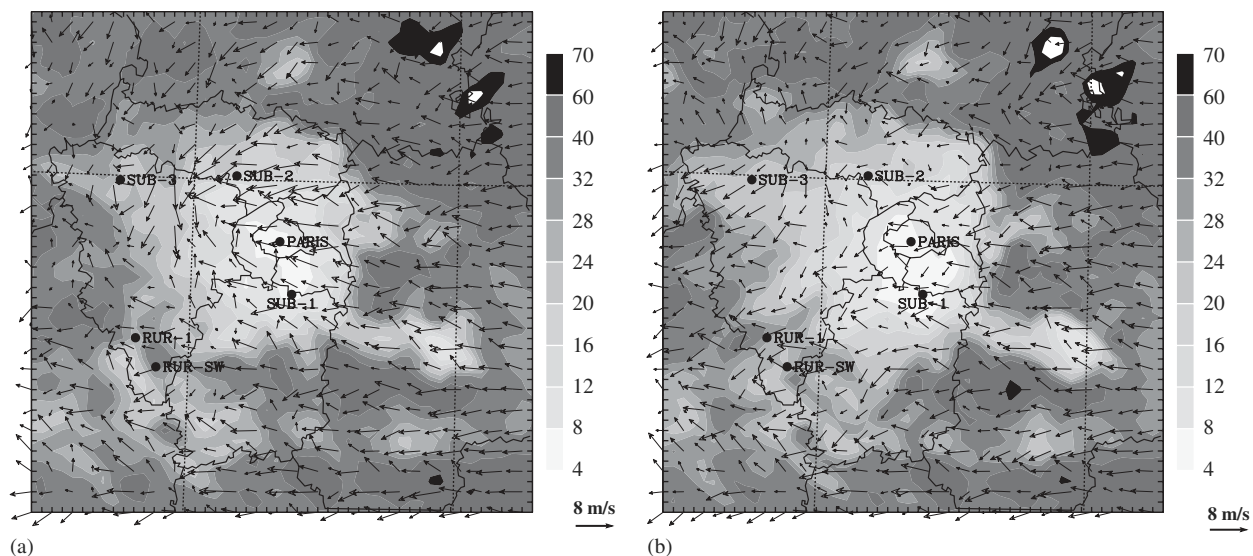 70
60
40
32
28
24
20
16
12
8
4
8 m/s
SUB-3
SUB-2
PARIS
SUB-1
RUR-1
RUR-SW
(a)
70
60
40
32
28
24
20
16
12
8
4
8 m/s
SUB-3
SUB-2
PARIS
SUB-1
RUR-1
RUR-SW
(b)